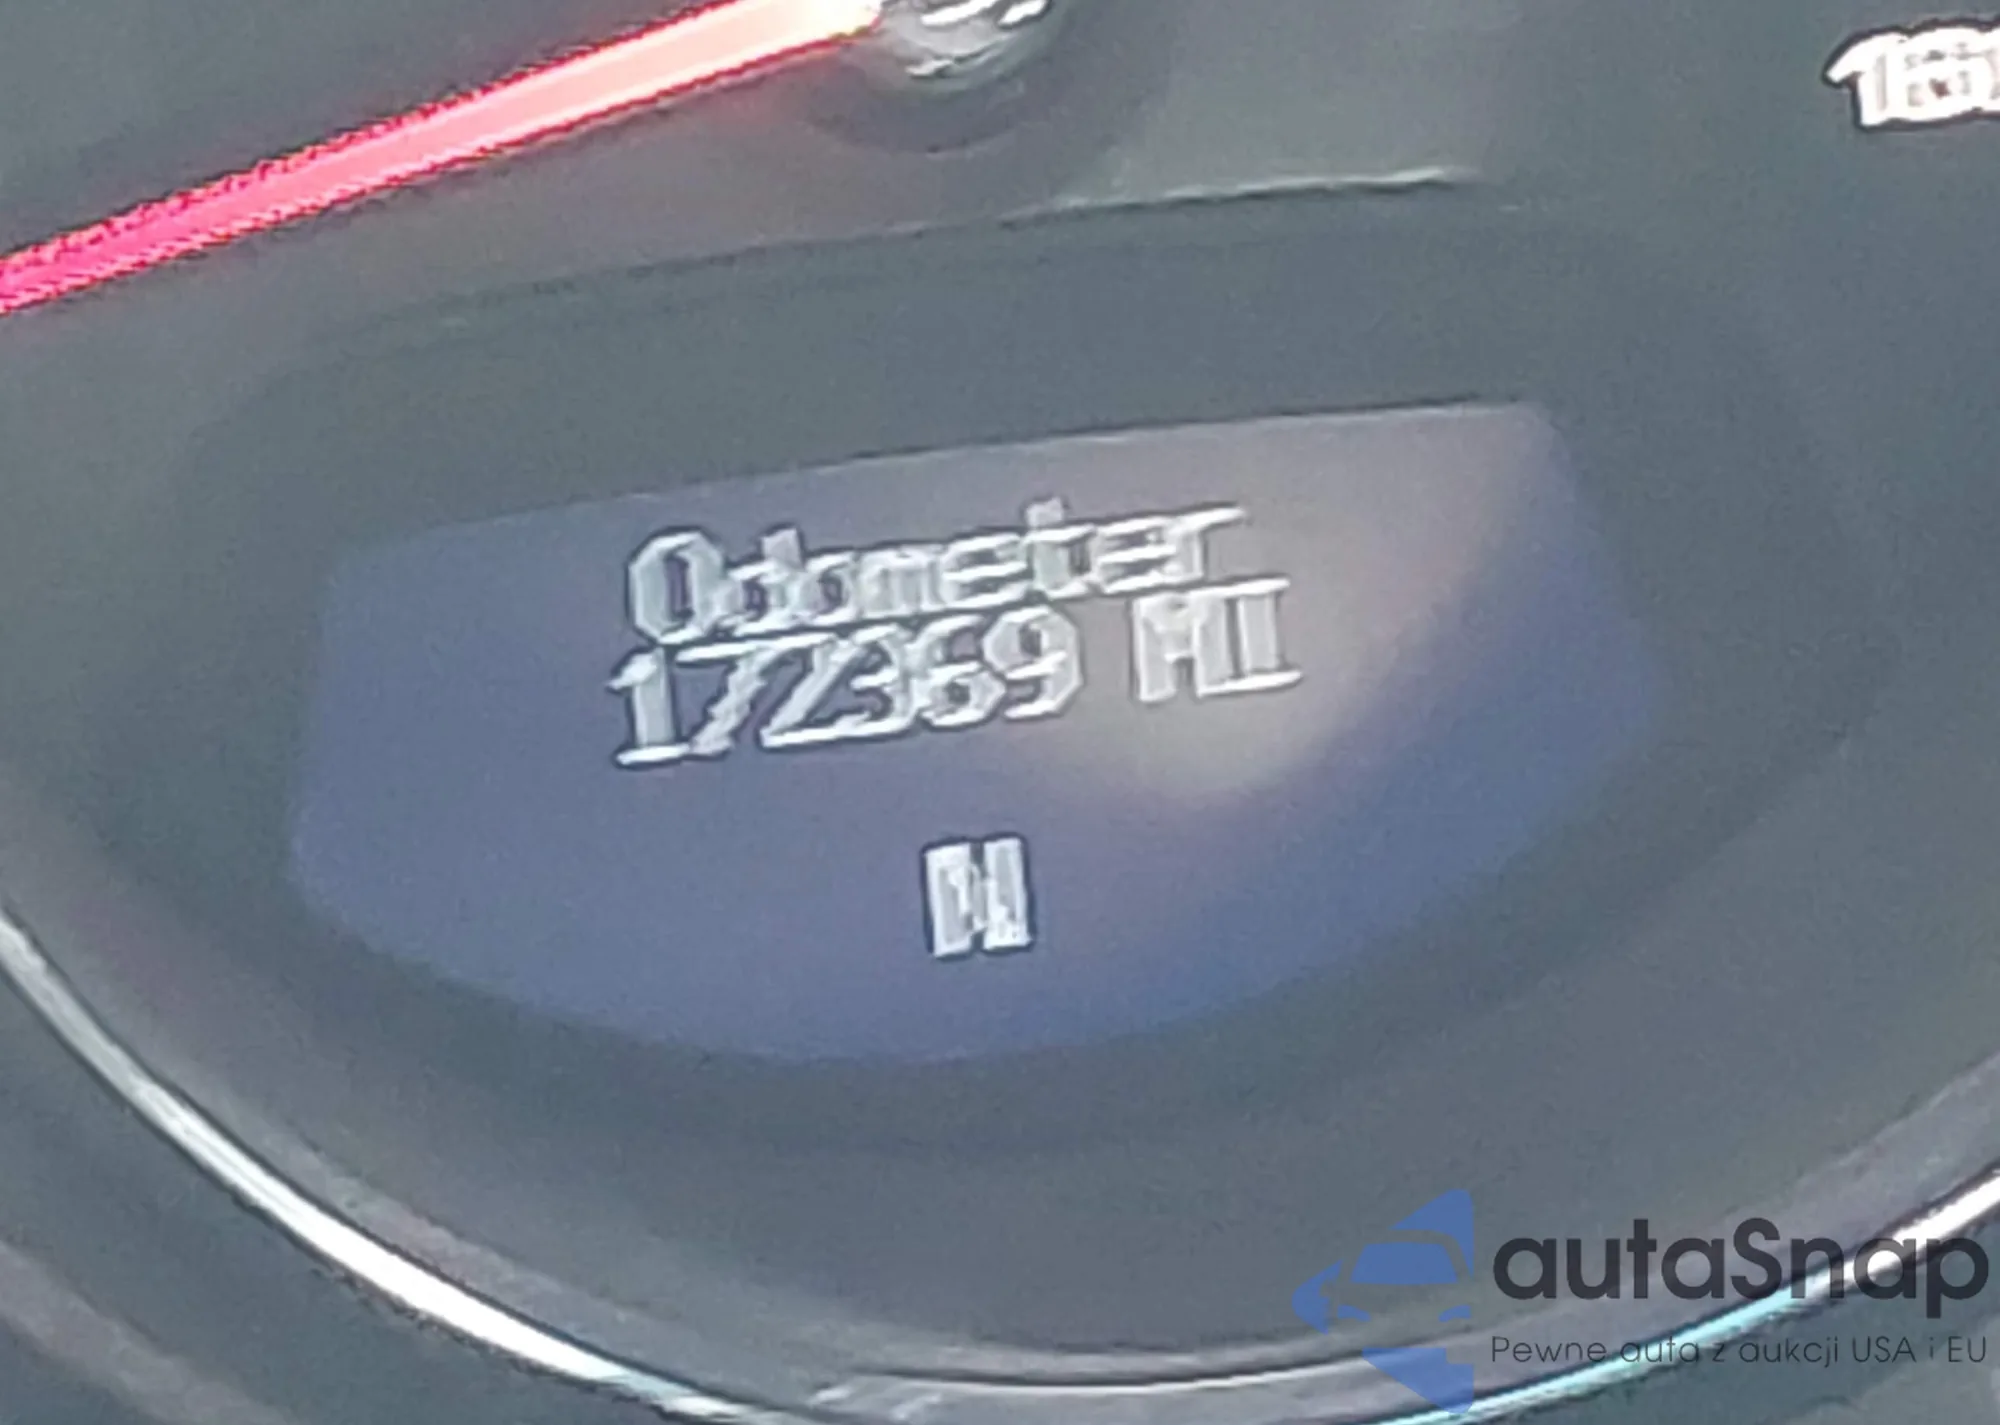 Odometer
172369 MI
N
autaSnap
Pewne auta z aukcji USA i EU